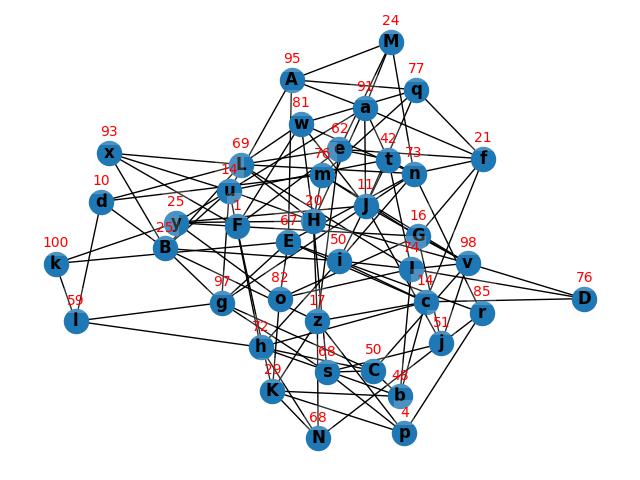 24
M
95
A
77
q
91
a
81
w
62
e
42
t
21
f
93
x
69
L
76
m
73
n
14
u
10
d
11
J
25
y
1
F
20
H
16
G
25
B
67
E
100
k
50
i
74
I
98
v
76
D
97
g
82
o
14
c
85
r
59
l
17
z
51
j
72
h
68
s
50
C
29
K
48
b
68
N
4
p